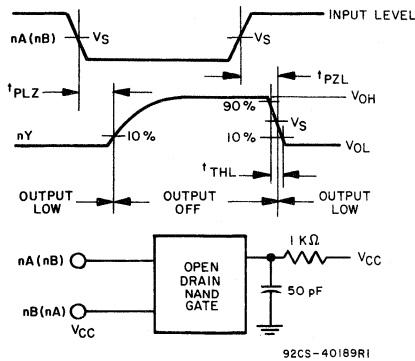 INPUT LEVEL
nA(nB)
VS
VS
tPLZ
tPZL
VOH
90%
VS
nY
10%
10%
VOL
tTHL
OUTPUT LOW
OUTPUT OFF
OUTPUT LOW
nA(nB)
OPEN
DRAIN
NAND
GATE
1 KΩ
VCC
50 pF
nB(nA)
VCC
92CS-40189R1